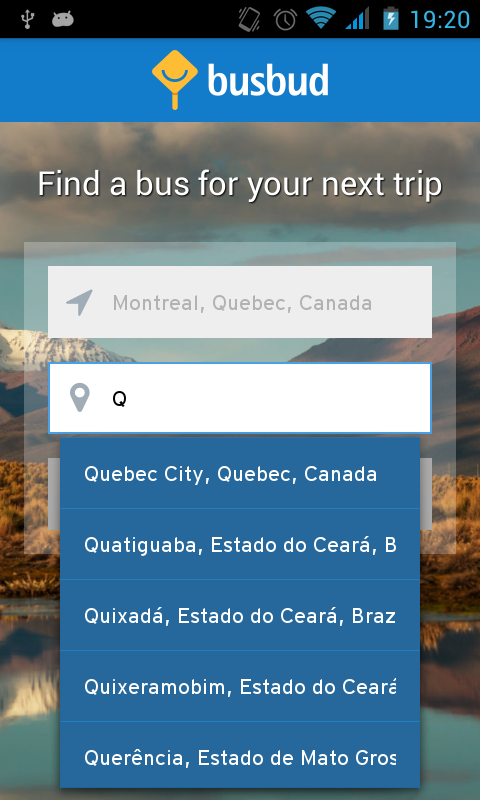 19:20
busbud
Find a bus for your next trip
Montreal, Quebec, Canada
Q
Quebec City, Quebec, Canada
Quatiguaba, Estado do Ceará, B
Quixadá, Estado do Ceará, Braz
Quixeramobim, Estado do Ceará
Querência, Estado de Mato Gros